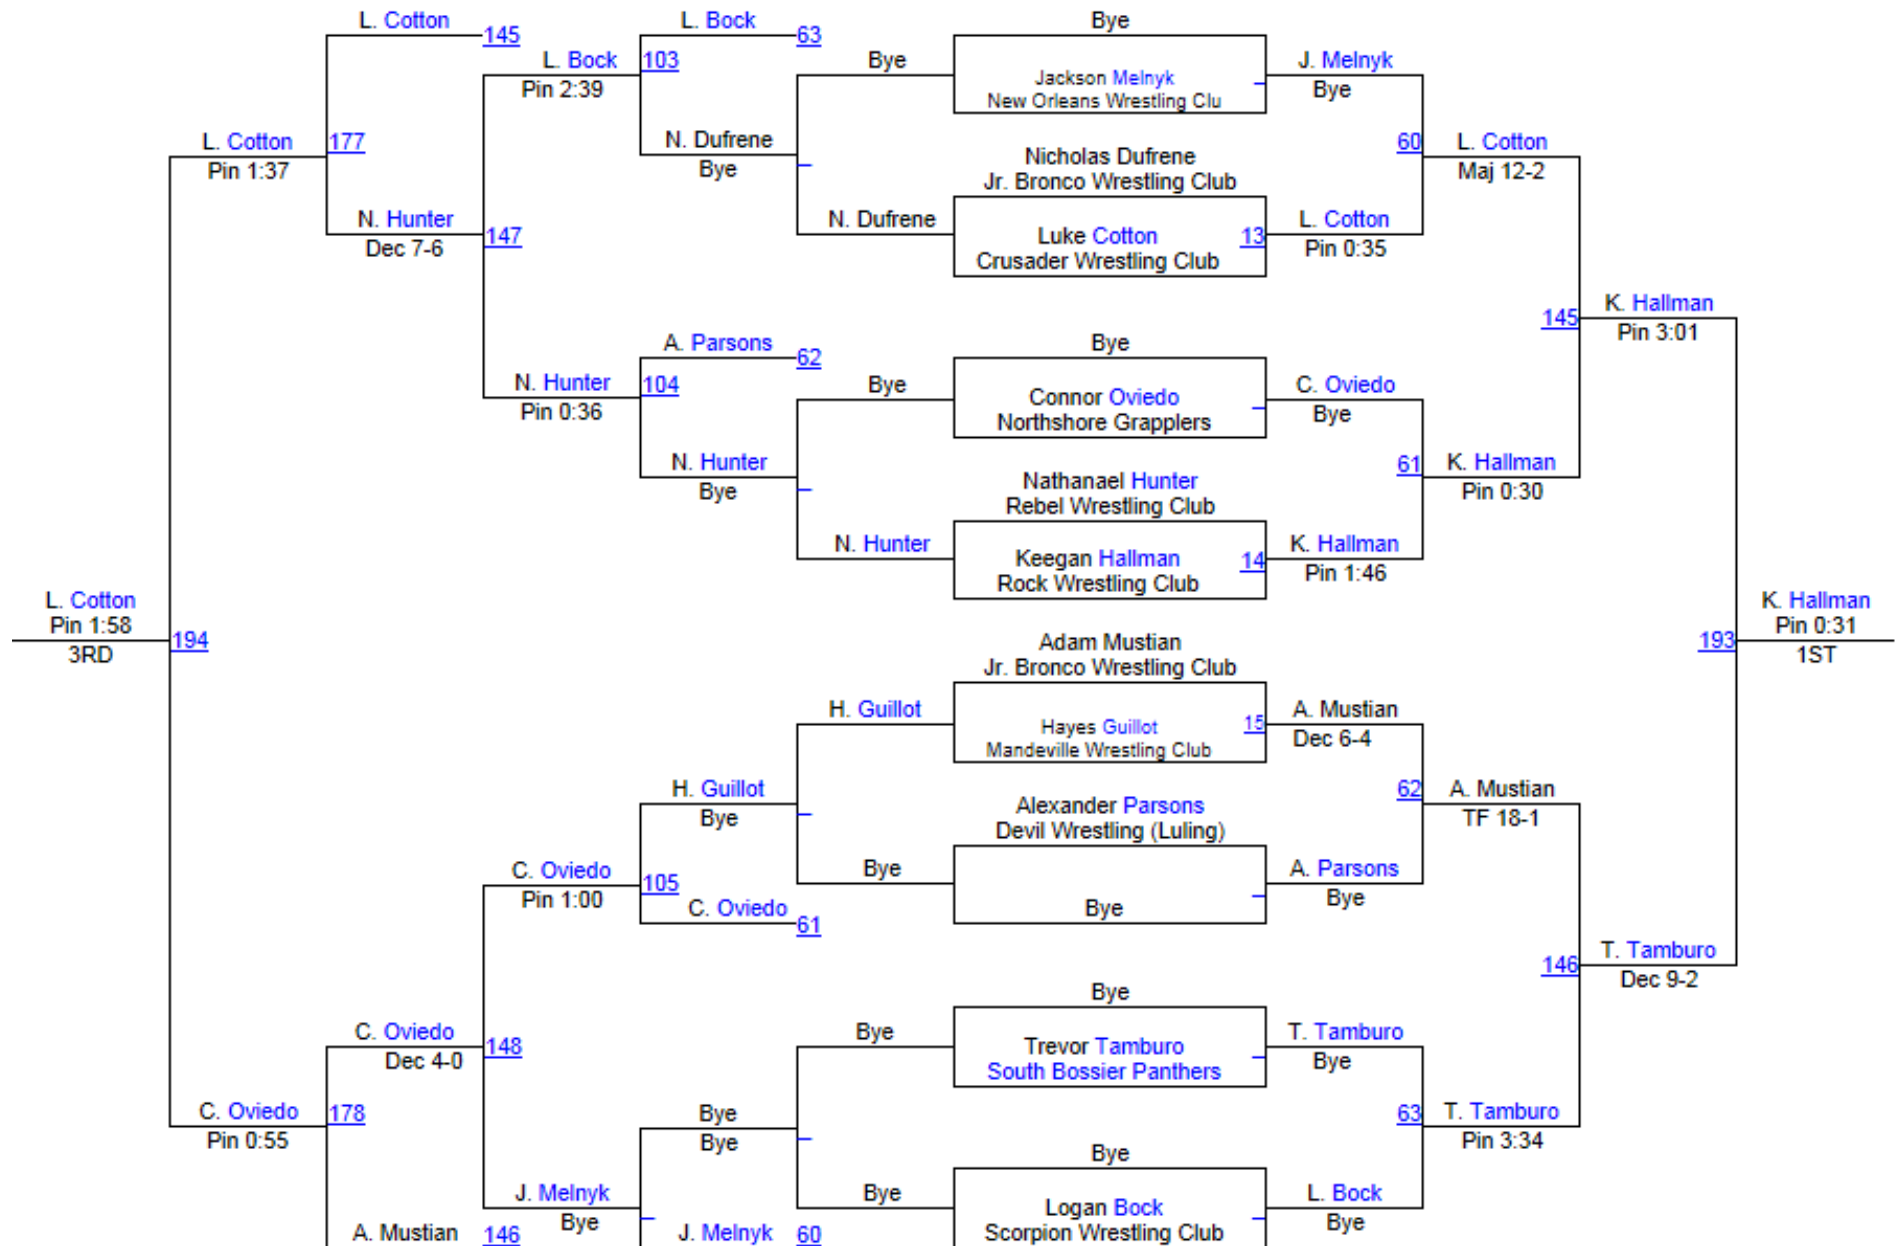 L. Cotton
145
L. Bock
Pin 2:39
103
L. Bock
63
Bye
Bye
Jackson Melnyk
New Orleans Wrestling Clu
J. Melnyk
Bye
L. Cotton
Pin 1:37
177
N. Hunter
Dec 7-6
147
N. Dufrene
Bye
Nicholas Dufrene
Jr. Bronco Wrestling Club
N. Dufrene
Luke Cotton
Crusader Wrestling Club
13
L. Cotton
Pin 0:35
60
L. Cotton
Maj 12-2
A. Parsons
62
N. Hunter
Pin 0:36
104
Bye
Bye
Connor Oviedo
Northshore Grapplers
C. Oviedo
Bye
145
K. Hallman
Pin 3:01
N. Hunter
Bye
Nathanael Hunter
Rebel Wrestling Club
61
K. Hallman
Pin 0:30
N. Hunter
Keegan Hallman
Rock Wrestling Club
14
K. Hallman
Pin 1:46
L. Cotton
Pin 1:58
3RD
194
193
K. Hallman
Pin 0:31
1ST
Adam Mustian
Jr. Bronco Wrestling Club
H. Guillot
Hayes Guillot
Mandeville Wrestling Club
15
A. Mustian
Dec 6-4
H. Guillot
Bye
Alexander Parsons
Devil Wrestling (Luling)
62
A. Mustian
TF 18-1
C. Oviedo
Pin 1:00
105
C. Oviedo
61
Bye
Bye
A. Parsons
Bye
146
T. Tamburo
Dec 9-2
C. Oviedo
Dec 4-0
148
Bye
Bye
Trevor Tamburo
South Bossier Panthers
T. Tamburo
Bye
C. Oviedo
Pin 0:55
178
Bye
Bye
63
T. Tamburo
Pin 3:34
J. Melnyk
Bye
Bye
Bye
Logan Bock
Scorpion Wrestling Club
L. Bock
Bye
A. Mustian
146
J. Melnyk
60